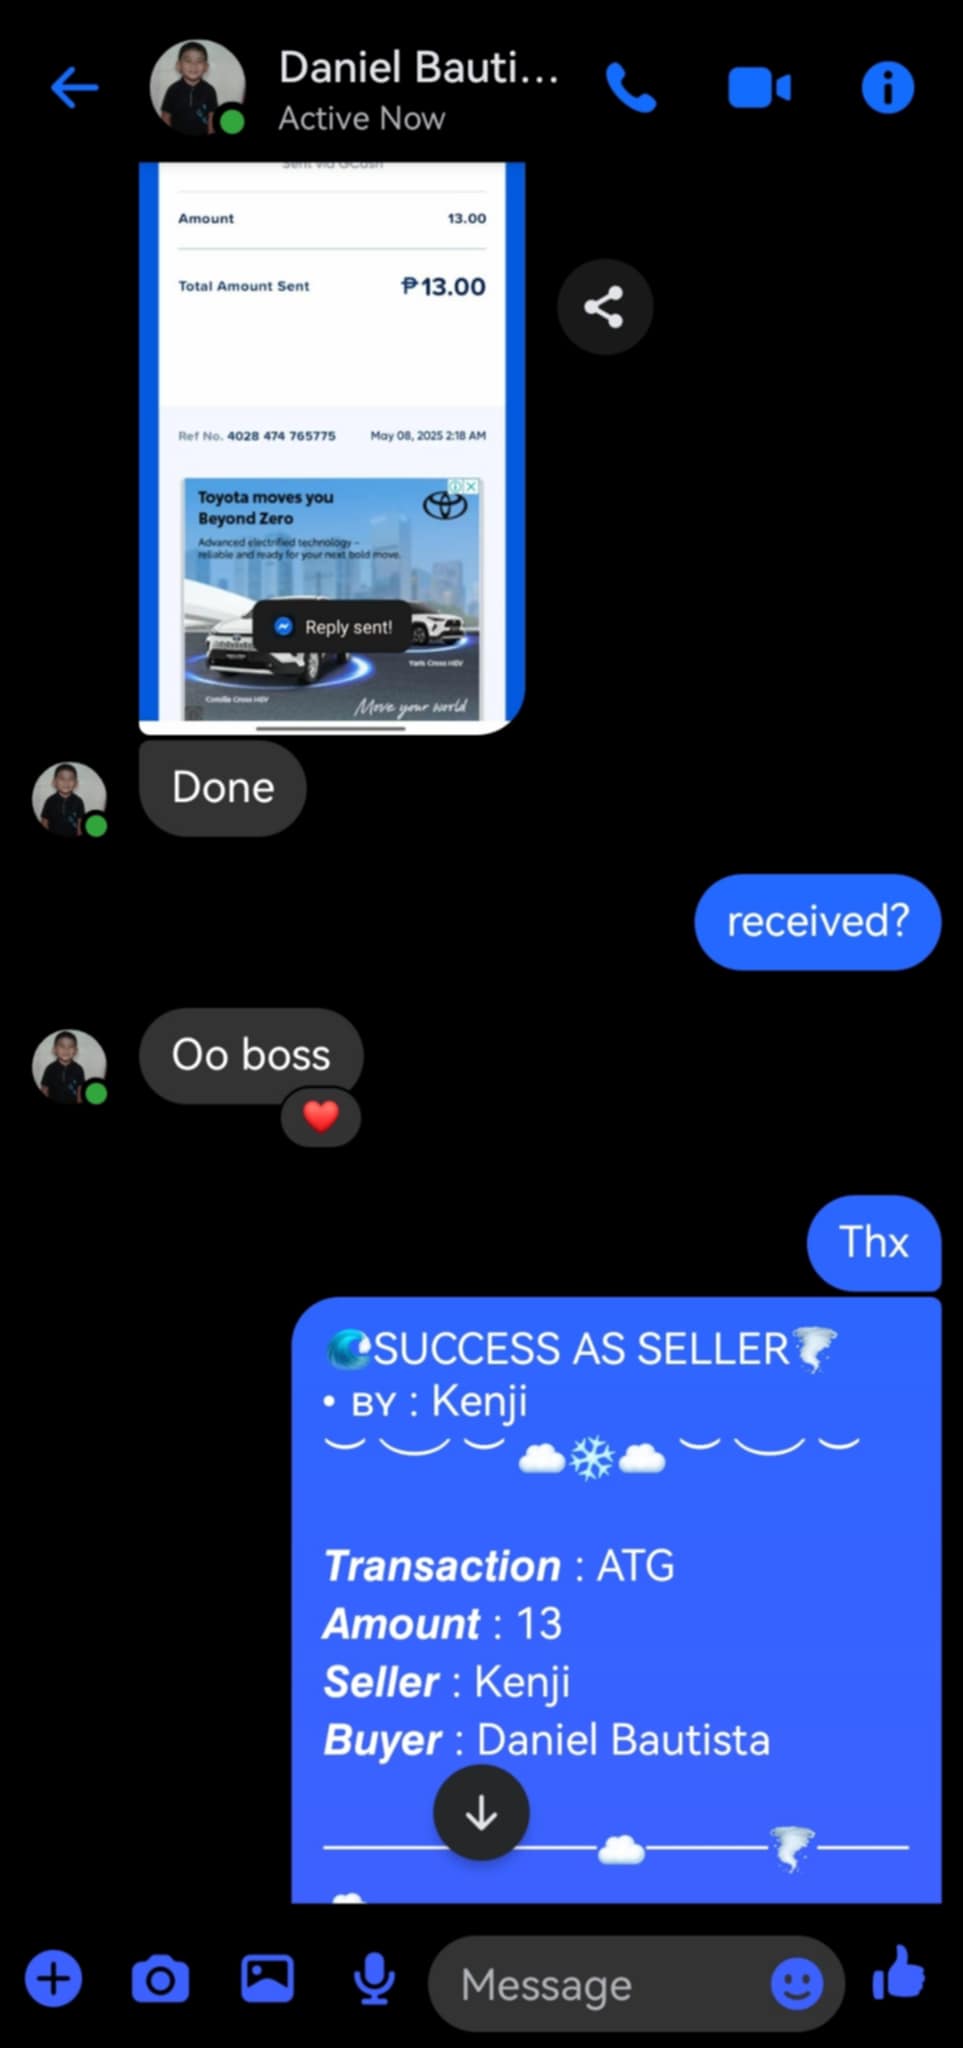 Daniel Bauti...
Active Now
Sent via GCash
Amount 13.00
Total Amount Sent ₱13.00
Ref No. 4028 474 765775 May 08, 2025 2:18 AM
Toyota moves you
Beyond Zero
Advanced electrified technology –
reliable and ready for your next bold move.
Reply sent!
Yaris Cross HEV
Corolla Cross HEV
Move your world
Done
received?
Oo boss
❤️
Thx
🌊SUCCESS AS SELLER🌪️
• BY : Kenji
︶ ⏝ ︶ ☁️❄️☁️ ︶ ⏝ ︶
Transaction : ATG
Amount : 13
Seller : Kenji
Buyer : Daniel Bautista
Message